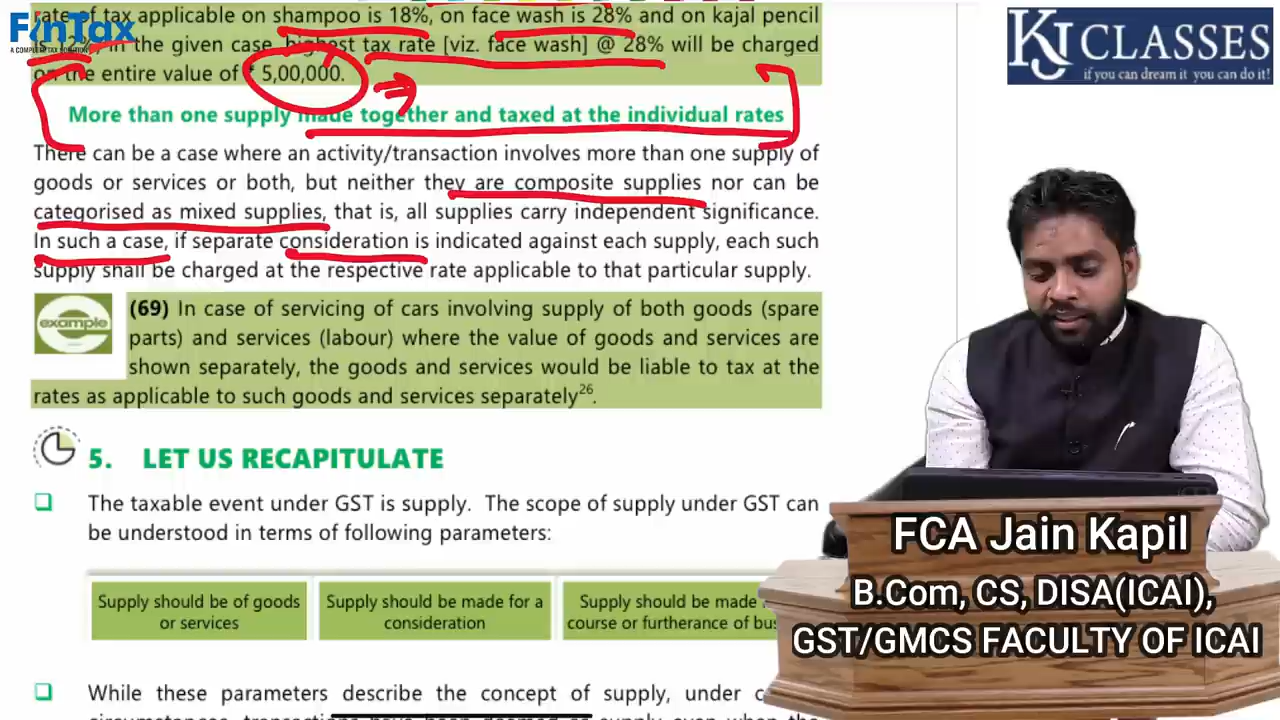 rate of tax applicable on shampoo is 18%, on face wash is 28% and on kajal pencil
in the given case, highest tax rate [viz. face wash] @ 28% will be charged
on the entire value of ₹ 5,00,000.
FinTax
A COMPLETE TAX SOLUTION
KJ CLASSES
if you can dream it you can do it!
More than one supply made together and taxed at the individual rates
There can be a case where an activity/transaction involves more than one supply of
goods or services or both, but neither they are composite supplies nor can be
categorised as mixed supplies, that is, all supplies carry independent significance.
In such a case, if separate consideration is indicated against each supply, each such
supply shall be charged at the respective rate applicable to that particular supply.
example
(69) In case of servicing of cars involving supply of both goods (spare
parts) and services (labour) where the value of goods and services are
shown separately, the goods and services would be liable to tax at the
rates as applicable to such goods and services separately26.
5. LET US RECAPITULATE
The taxable event under GST is supply. The scope of supply under GST can
be understood in terms of following parameters:
Supply should be of goods
or services
Supply should be made for a
consideration
Supply should be made
course or furtherance of bus
While these parameters describe the concept of supply, under
FCA Jain Kapil
B.Com, CS, DISA(ICAI),
GST/GMCS FACULTY OF ICAI